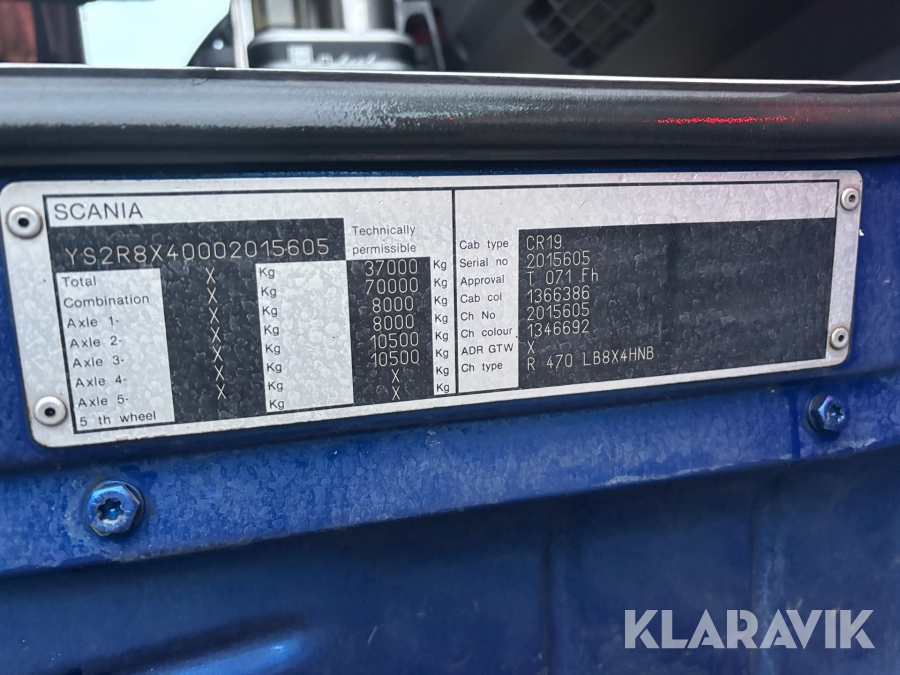 SCANIA
YS2R8X40002015605
Technically
permissible
Total X Kg 37000 Kg
Combination X Kg 70000 Kg
Axle 1- X Kg 8000 Kg
Axle 2- X Kg 8000 Kg
Axle 3- X Kg 10500 Kg
Axle 4- X Kg 10500 Kg
Axle 5- X Kg X Kg
5 th wheel Kg X Kg
Cab type CR19
Serial no 2015605
Approval T 071 Fh
Cab col 1366386
Ch No 2015605
Ch colour 1346692
ADR GTW X
Ch type R 470 LB8X4HNB
KLARAVIK